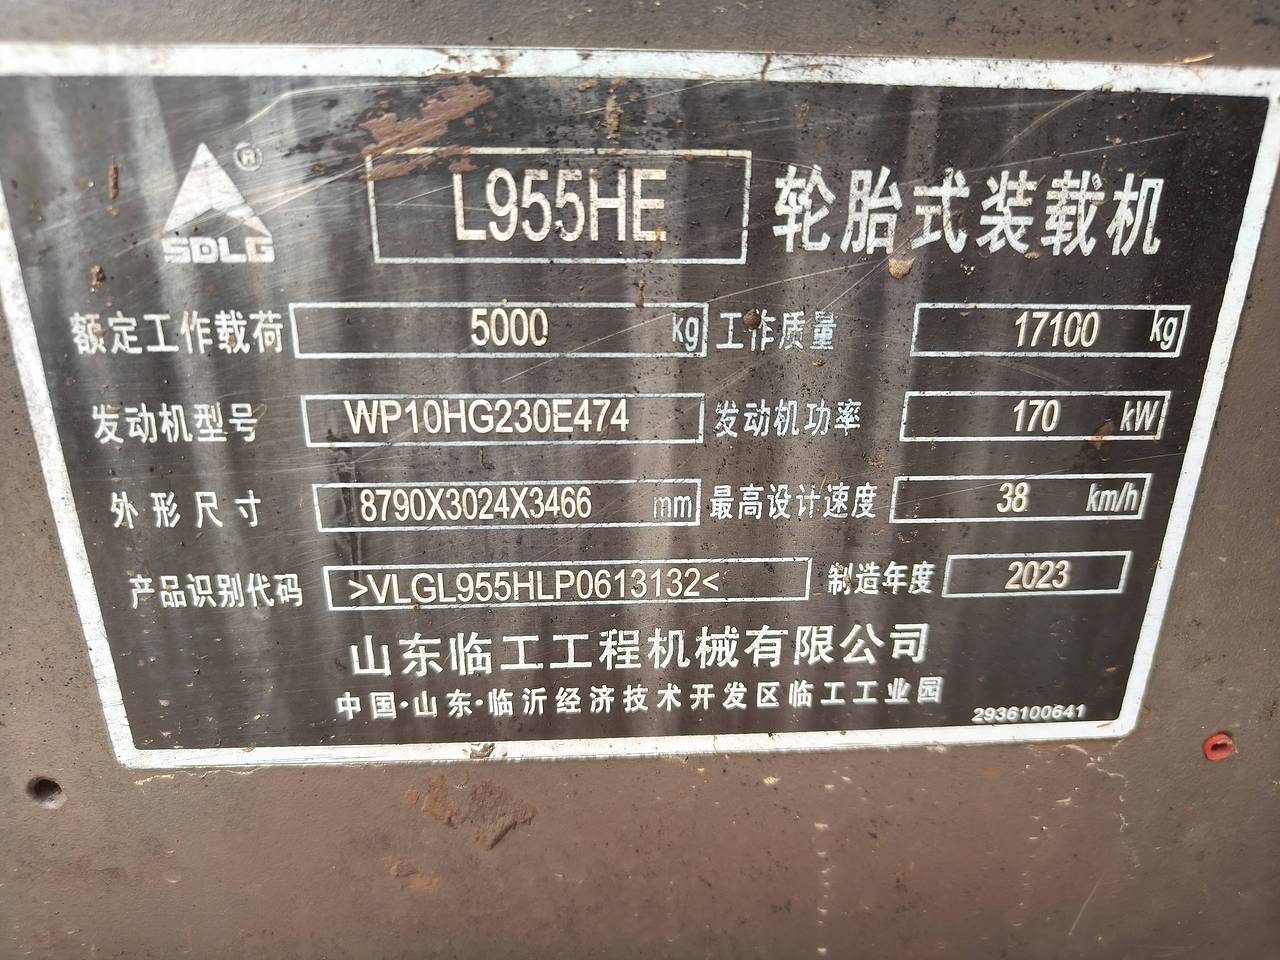 SDLG ® L955HE 轮胎式装载机
额定工作载荷 5000 kg 工作质量 17100 kg
发动机型号 WP10HG230E474 发动机功率 170 kW
外形尺寸 8790X3024X3466 mm 最高设计速度 38 km/h
产品识别代码 >VLGL955HLP0613132< 制造年度 2023
山东临工工程机械有限公司
中国·山东·临沂经济技术开发区临工工业园
2936100641